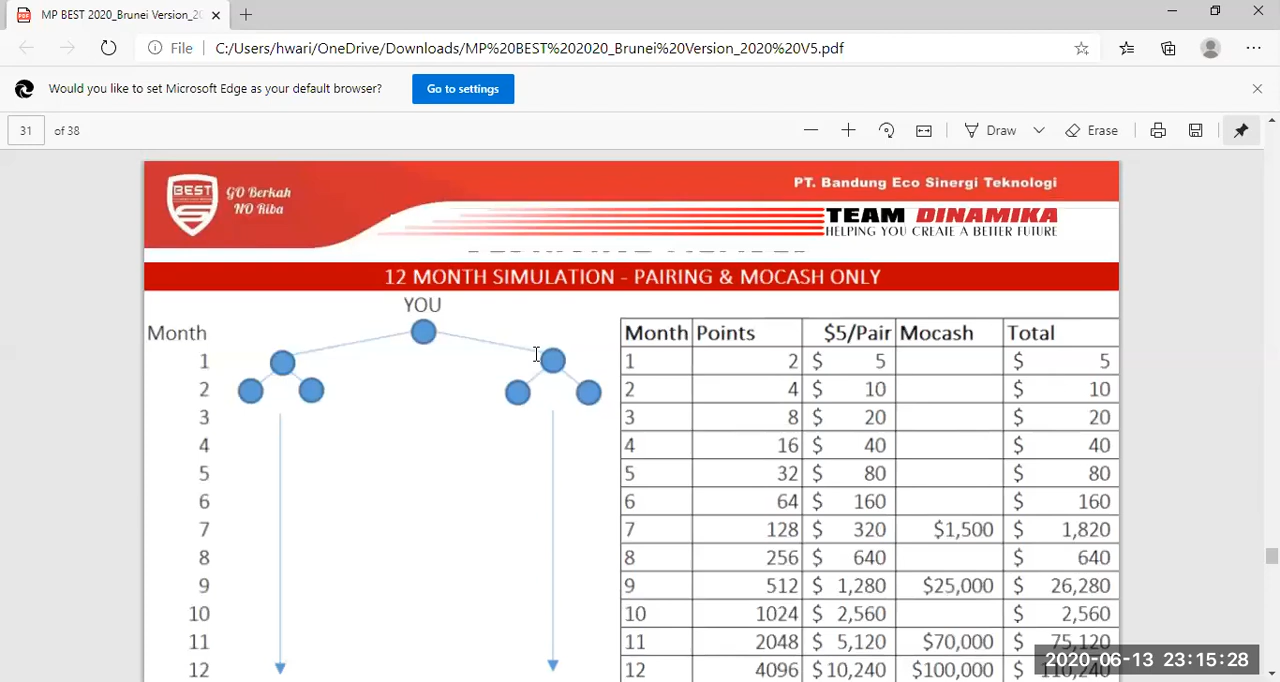 MP BEST 2020_Brunei Version_20
File
C:/Users/hwari/OneDrive/Downloads/MP%20BEST%202020_Brunei%20Version_2020%20V5.pdf
Would you like to set Microsoft Edge as your default browser?
Go to settings
31 of 38
Draw
Erase
BEST
GO Berkah
NO Riba
PT. Bandung Eco Sinergi Teknologi
TEAM DINAMIKA
HELPING YOU CREATE A BETTER FUTURE
12 MONTH SIMULATION - PAIRING & MOCASH ONLY
YOU
Month
1
2
3
4
5
6
7
8
9
10
11
12
Month Points $5/Pair Mocash Total
1 2 $ 5 $ 5
2 4 $ 10 $ 10
3 8 $ 20 $ 20
4 16 $ 40 $ 40
5 32 $ 80 $ 80
6 64 $ 160 $ 160
7 128 $ 320 $1,500 $ 1,820
8 256 $ 640 $ 640
9 512 $ 1,280 $25,000 $ 26,280
10 1024 $ 2,560 $ 2,560
11 2048 $ 5,120 $70,000 $ 75,120
12 4096 $10,240 $100,000 $ 110,240
2020-06-13 23:15:28